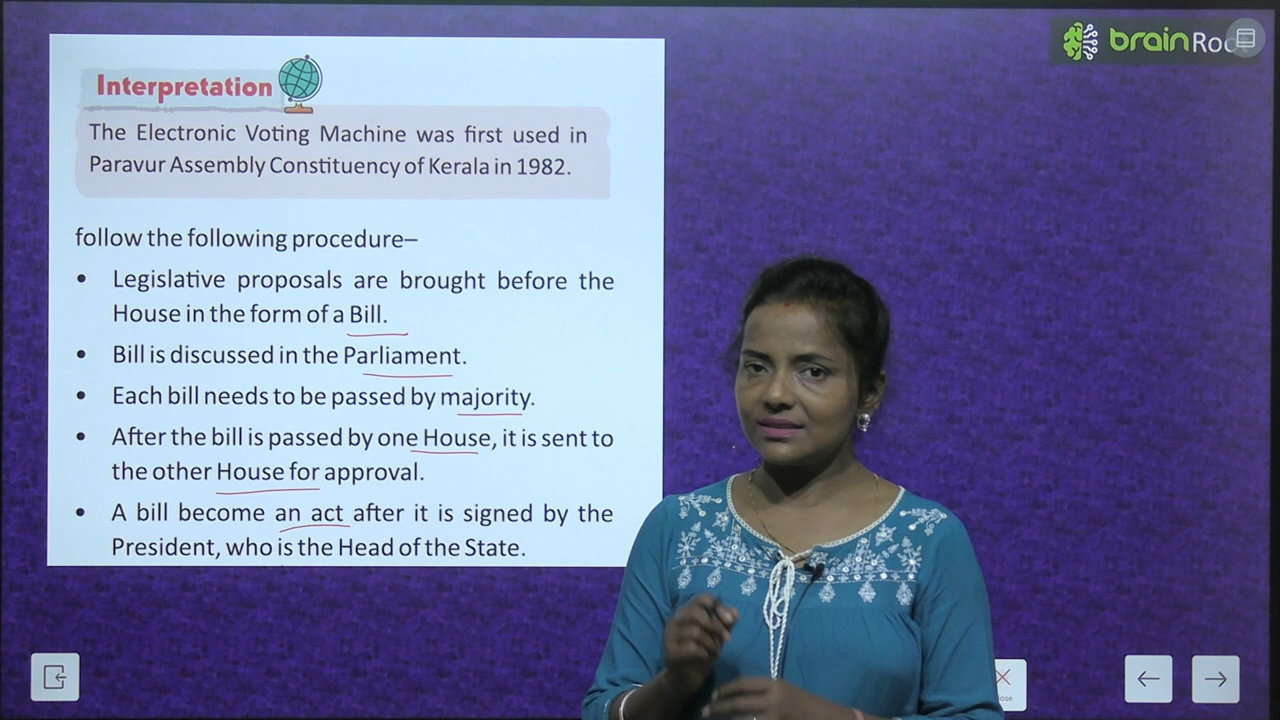 brainRoot
Interpretation
The Electronic Voting Machine was first used in
Paravur Assembly Constituency of Kerala in 1982.
follow the following procedure–
• Legislative proposals are brought before the
House in the form of a Bill.
• Bill is discussed in the Parliament.
• Each bill needs to be passed by majority.
• After the bill is passed by one House, it is sent to
the other House for approval.
• A bill become an act after it is signed by the
President, who is the Head of the State.